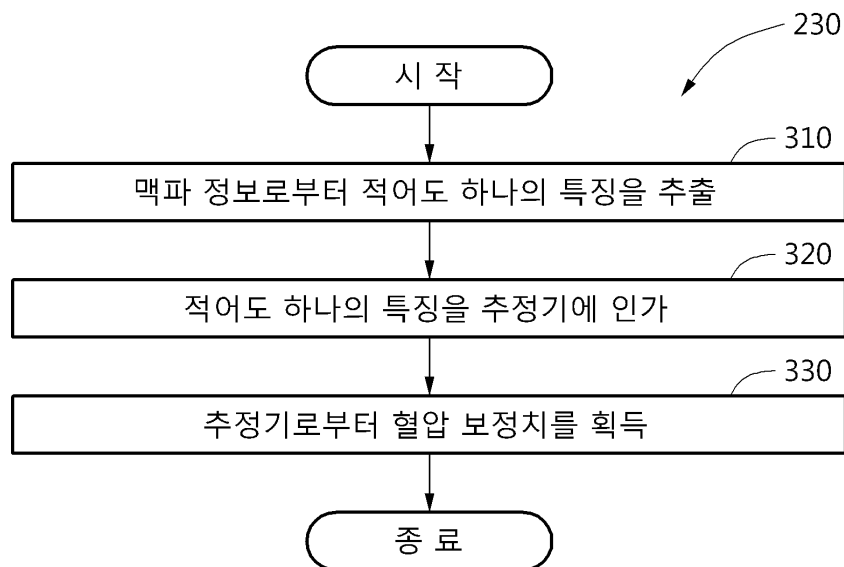 230
시 작
310
맥파 정보로부터 적어도 하나의 특징을 추출
320
적어도 하나의 특징을 추정기에 인가
330
추정기로부터 혈압 보정치를 획득
종 료